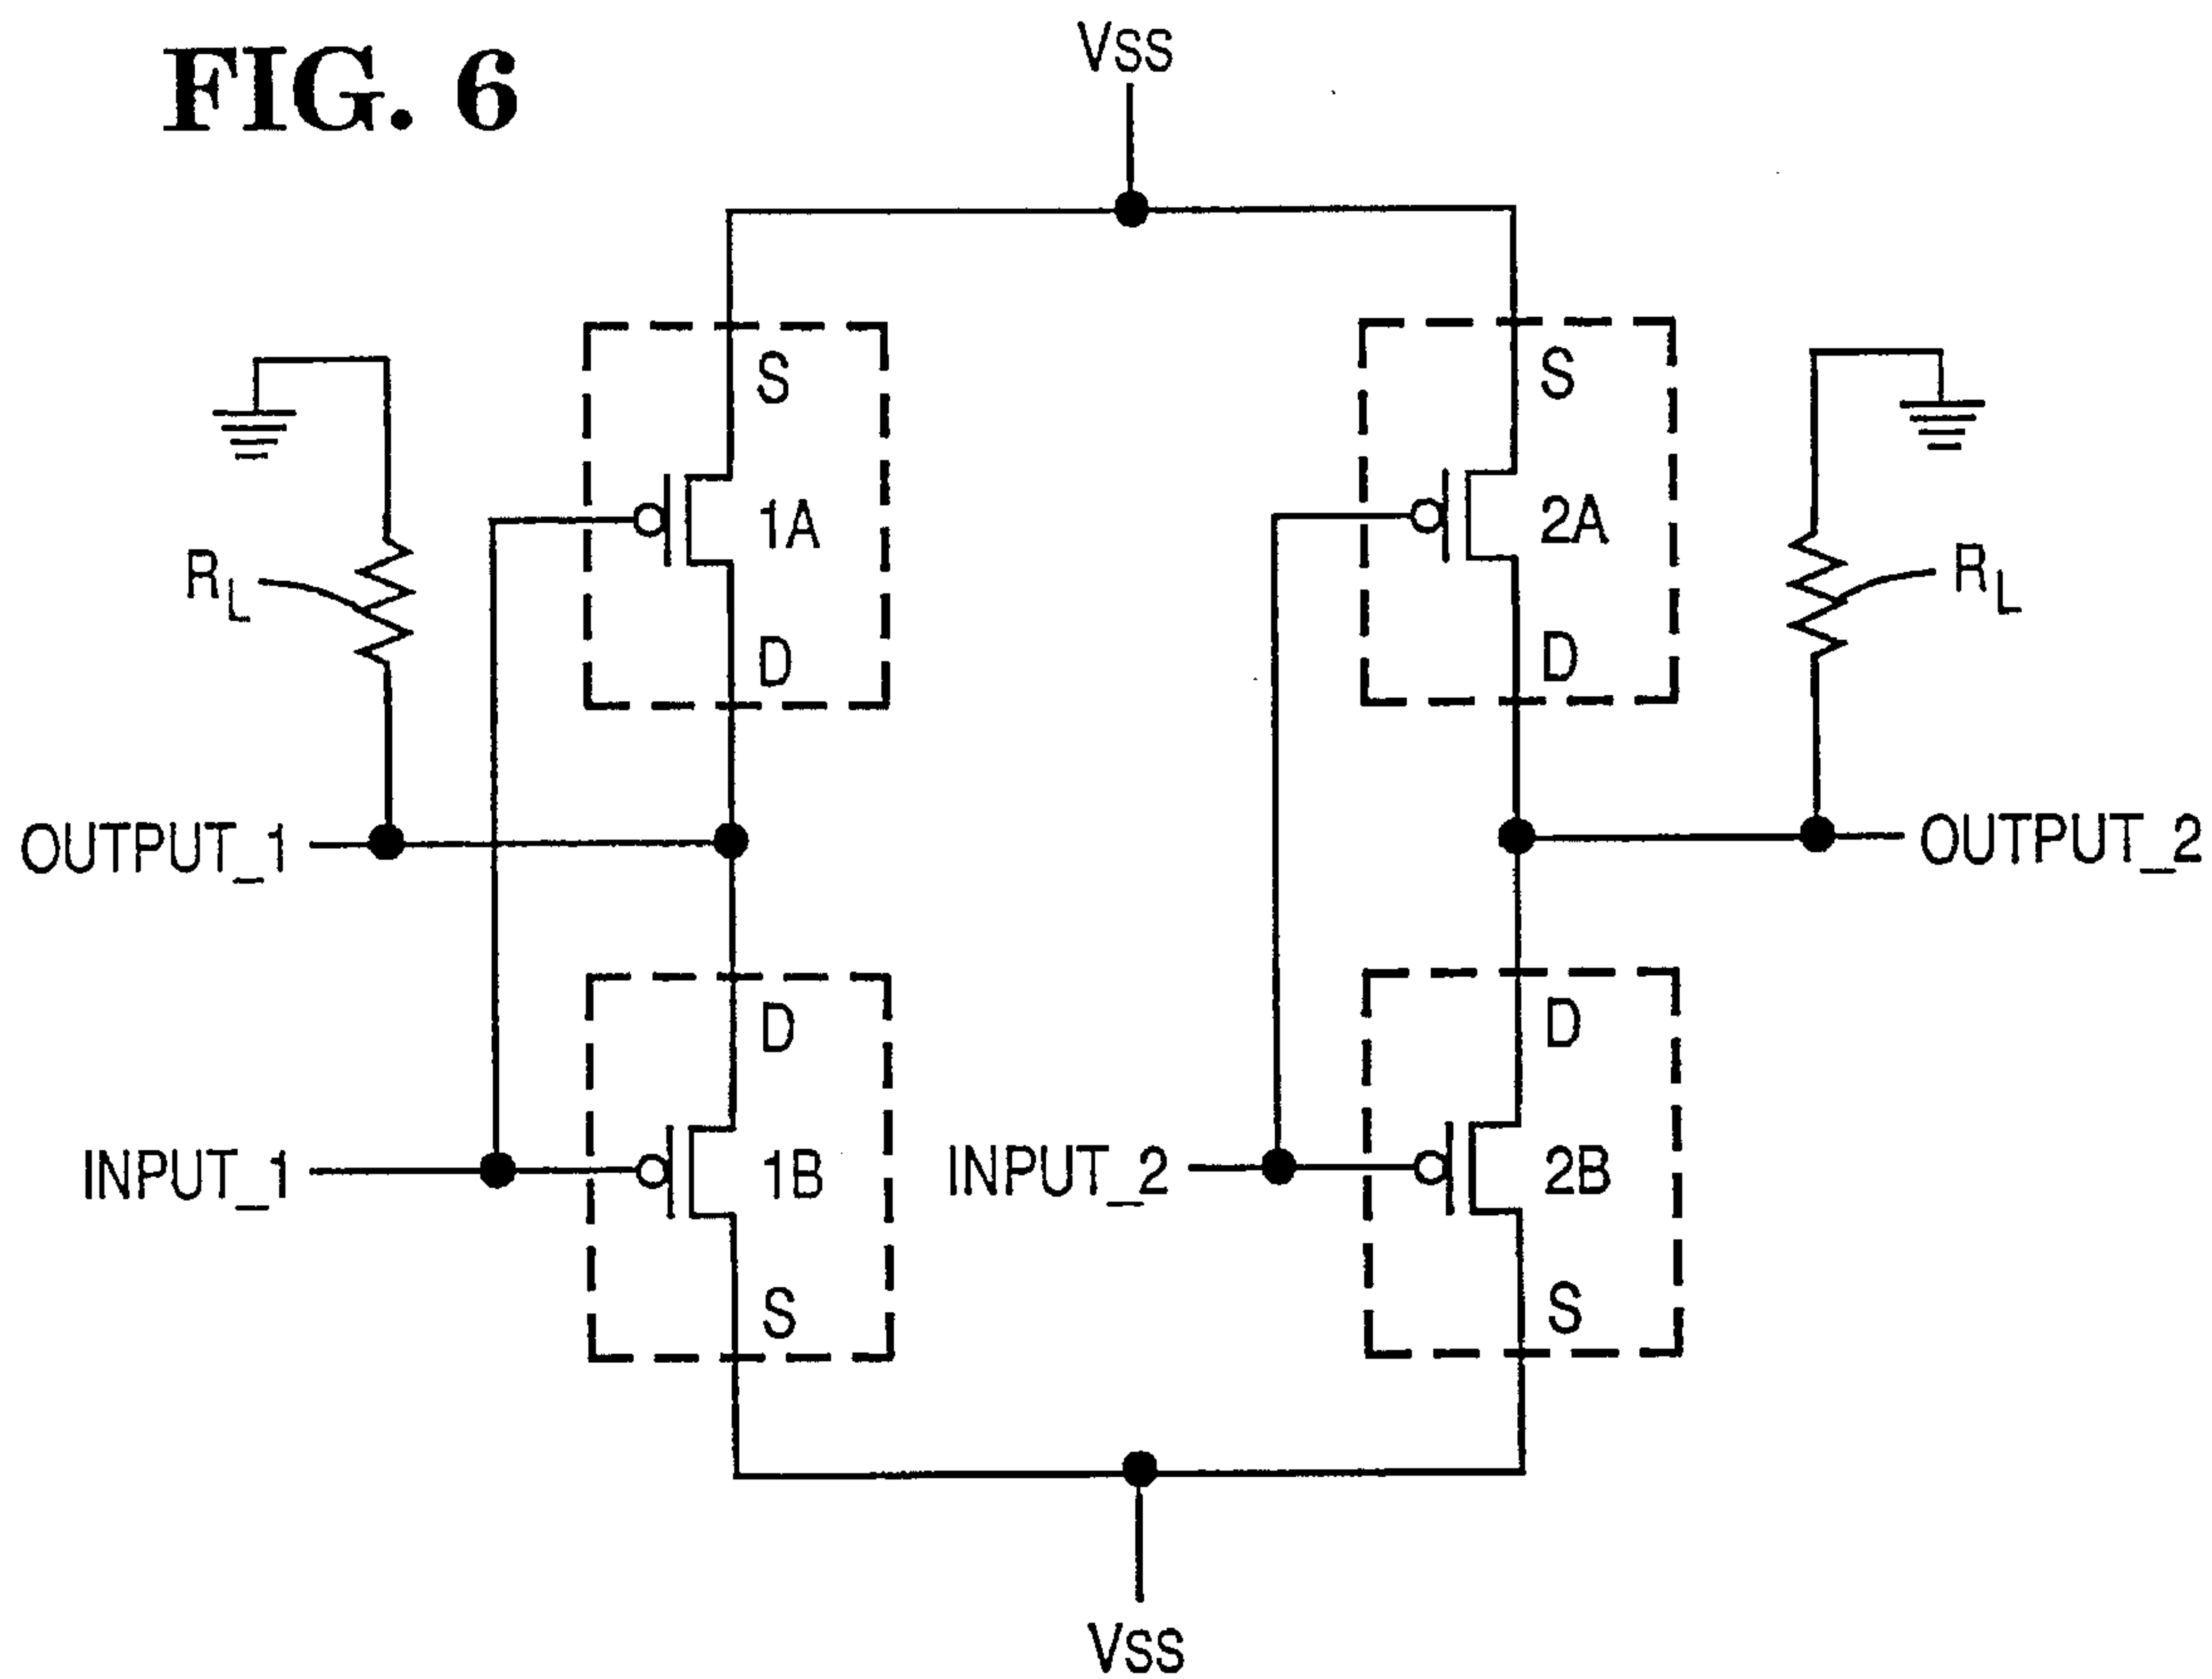 FIG. 6
VSS
S
S
1A
2A
RL
RL
D
D
OUTPUT_1
OUTPUT_2
D
D
INPUT_1
1B
INPUT_2
2B
S
S
VSS